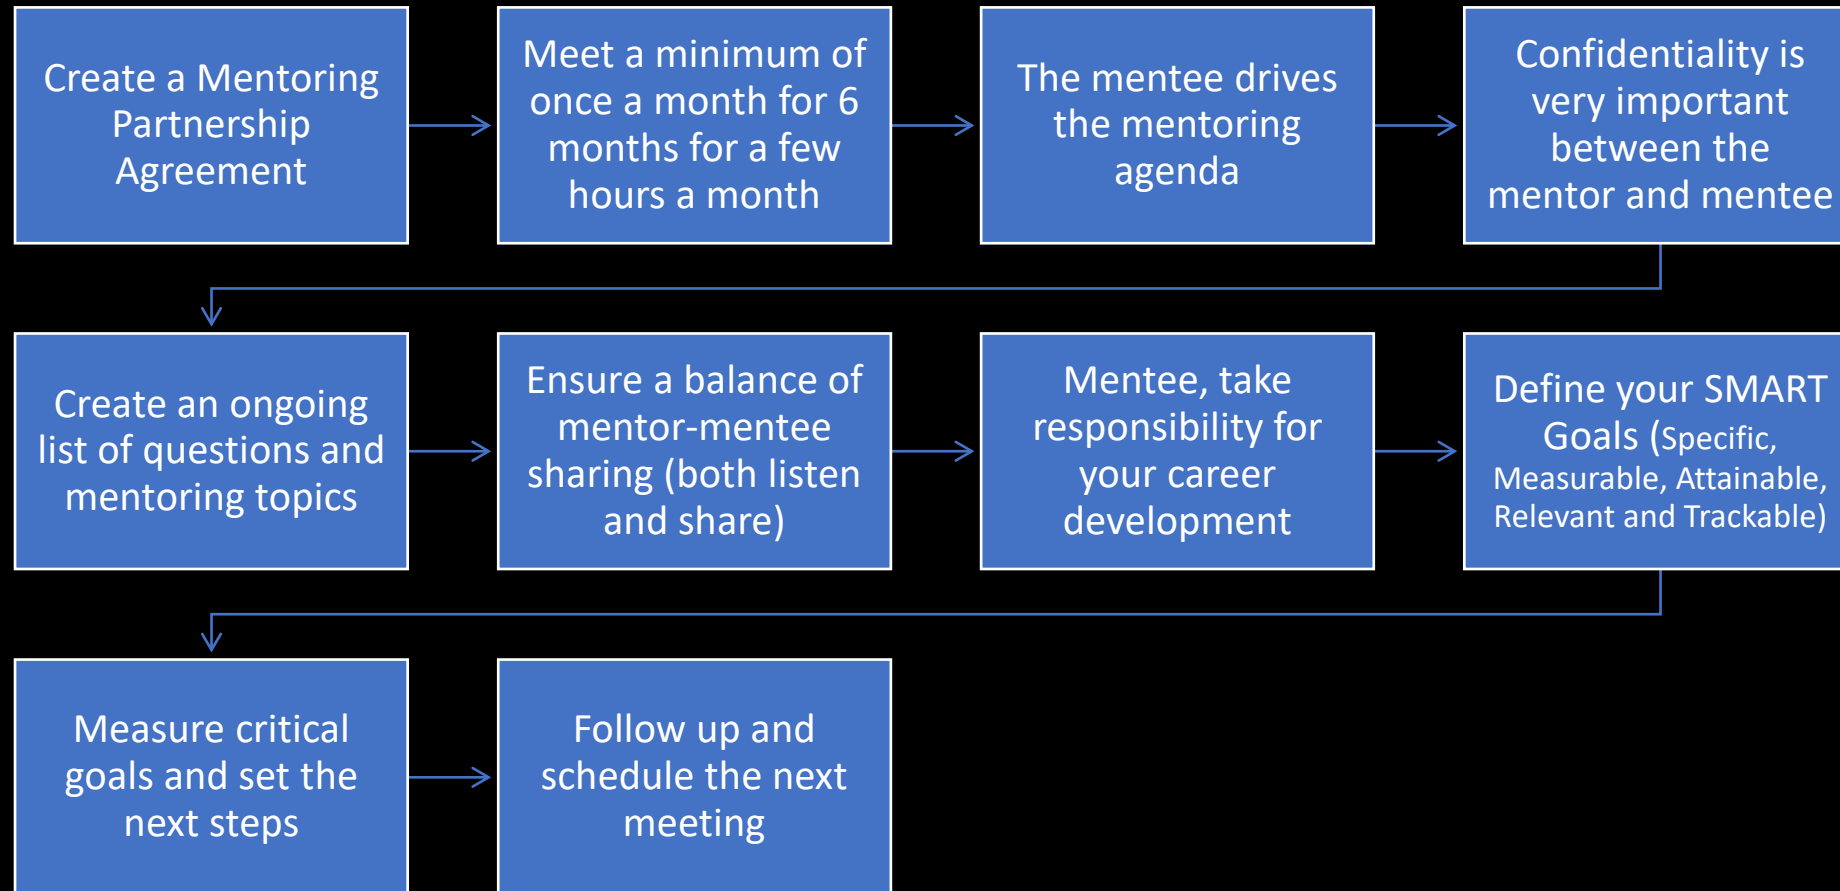 Create a Mentoring
Partnership
Agreement
Meet a minimum of
once a month for 6
months for a few
hours a month
The mentee drives
the mentoring
agenda
Confidentiality is
very important
between the
mentor and mentee
Create an ongoing
list of questions and
mentoring topics
Ensure a balance of
mentor-mentee
sharing (both listen
and share)
Mentee, take
responsibility for
your career
development
Define your SMART
Goals (Specific,
Measurable, Attainable,
Relevant and Trackable)
Measure critical
goals and set the
next steps
Follow up and
schedule the next
meeting